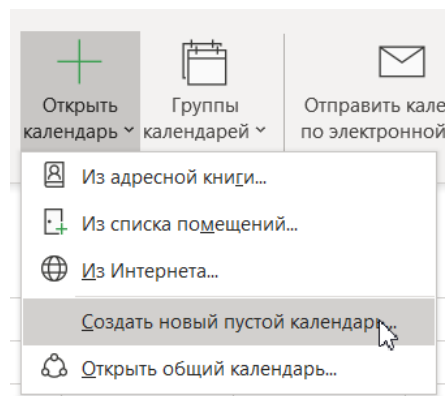 Открыть
календарь
Группы
календарей
Отправить кале
по электронной
Из адресной книги...
Из списка помещений...
Из Интернета...
Создать новый пустой календарь...
Открыть общий календарь...